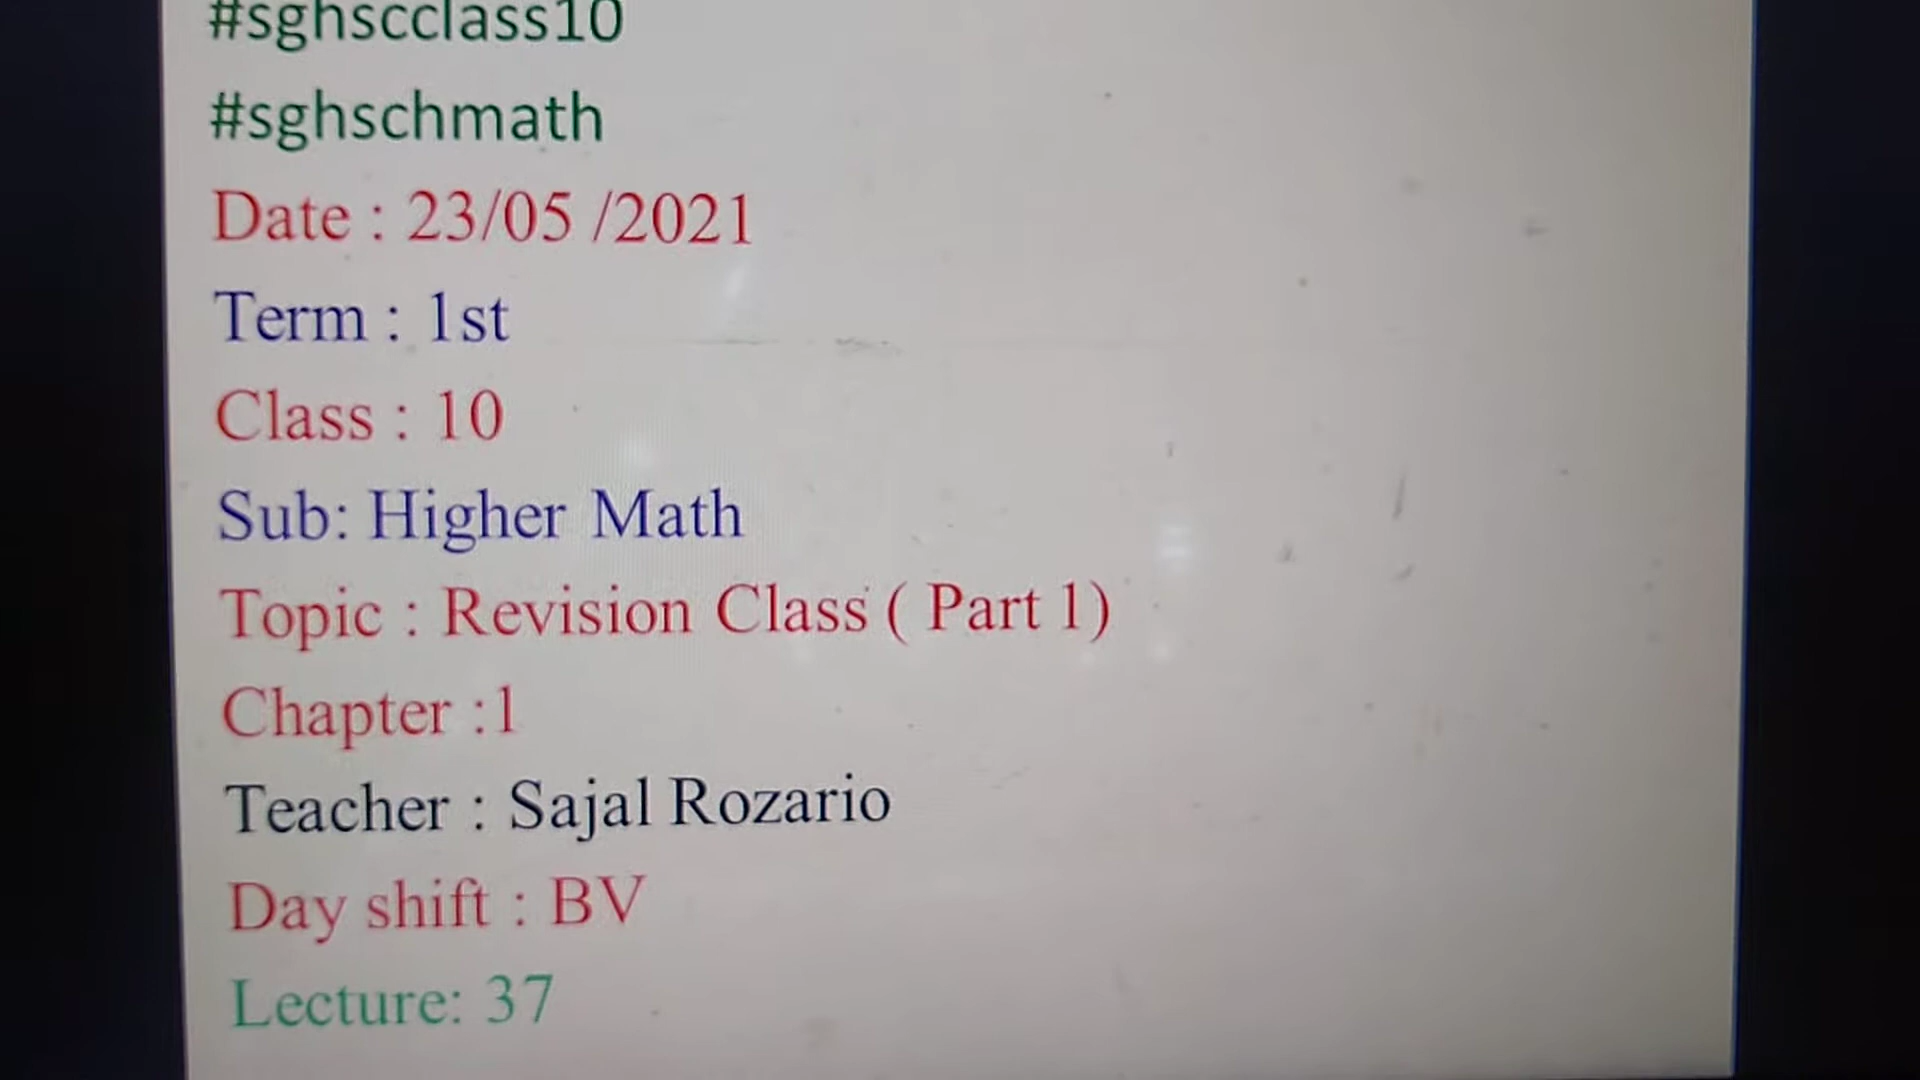 #sghscclass10
#sghschmath
Date : 23/05 /2021
Term : 1st
Class : 10
Sub: Higher Math
Topic : Revision Class ( Part 1)
Chapter :1
Teacher : Sajal Rozario
Day shift : BV
Lecture: 37